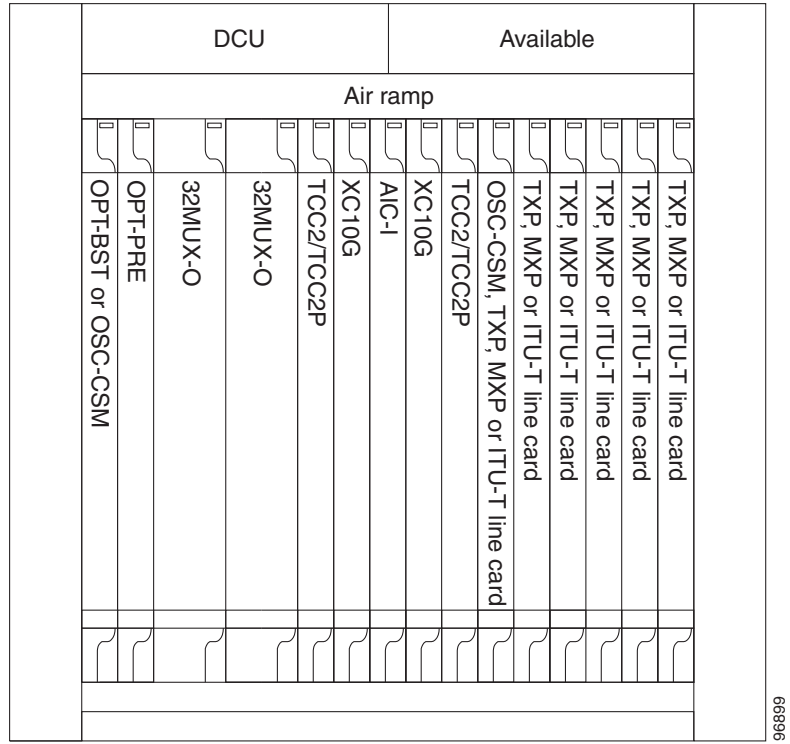 DCU
Available
Air ramp
OPT-BST or OSC-CSM
OPT-PRE
32MUX-O
32MUX-O
TCC2/TCC2P
XC10G
AIC-I
XC10G
TCC2/TCC2P
OSC-CSM, TXP, MXP or ITU-T line card
TXP, MXP or ITU-T line card
TXP, MXP or ITU-T line card
TXP, MXP or ITU-T line card
TXP, MXP or ITU-T line card
TXP, MXP or ITU-T line card
96899